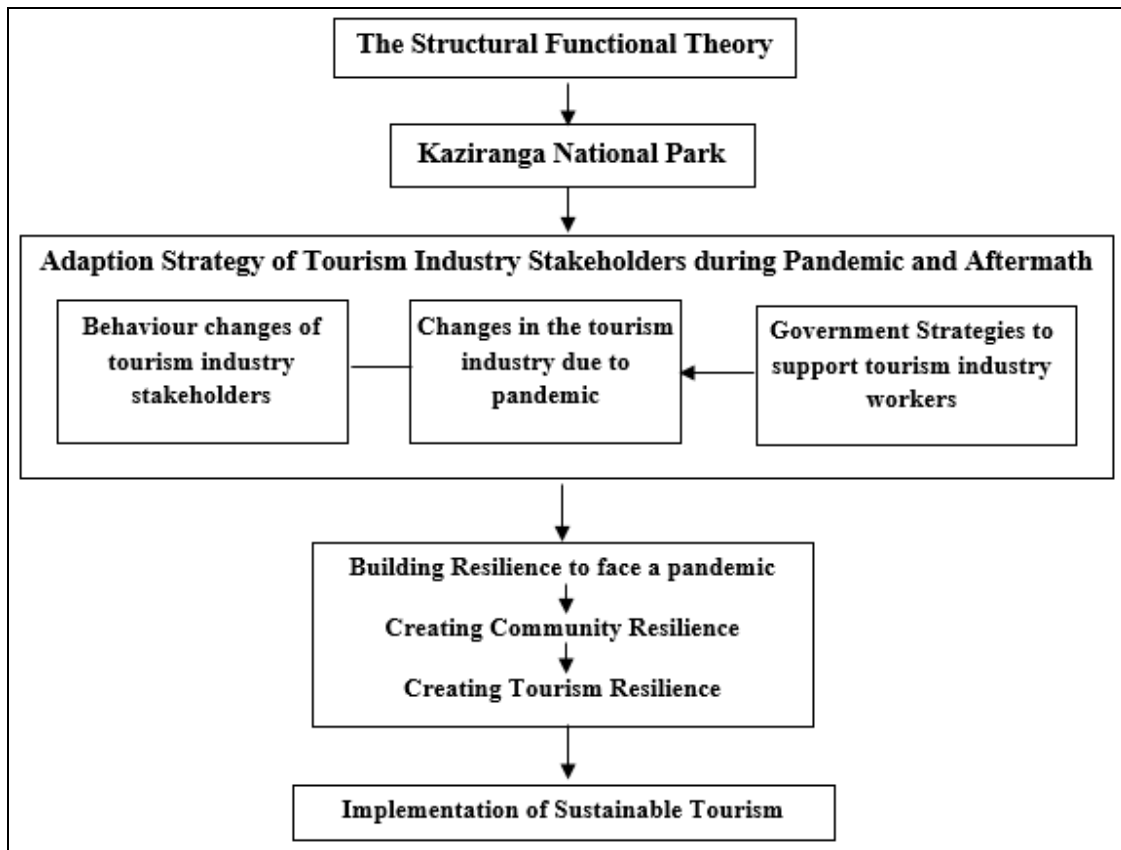 The Structural Functional Theory
Kaziranga National Park
Adaption Strategy of Tourism Industry Stakeholders during Pandemic and Aftermath
Behaviour changes of
tourism industry
stakeholders
Changes in the tourism
industry due to
pandemic
Government Strategies to
support tourism industry
workers
Building Resilience to face a pandemic
Creating Community Resilience
Creating Tourism Resilience
Implementation of Sustainable Tourism